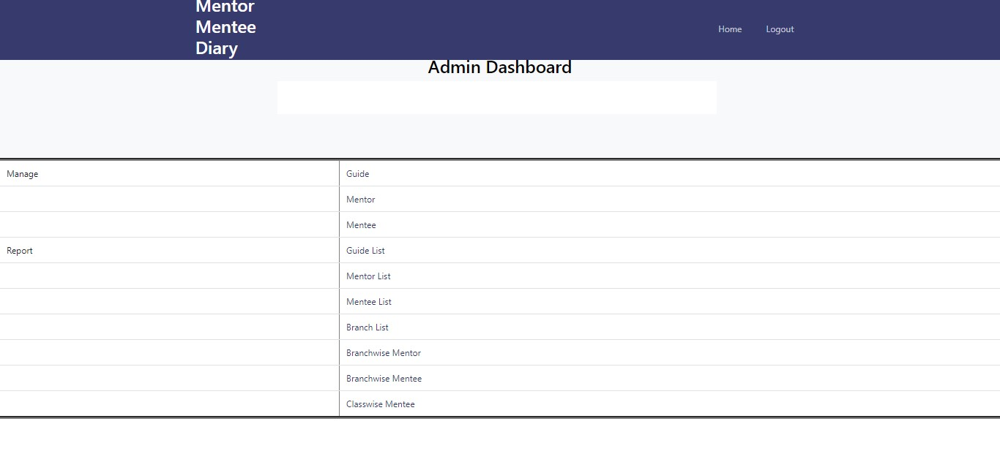 Mentor
Mentee
Diary
Home Logout
Admin Dashboard
Manage Guide
Mentor
Mentee
Report Guide List
Mentor List
Mentee List
Branch List
Branchwise Mentor
Branchwise Mentee
Classwise Mentee